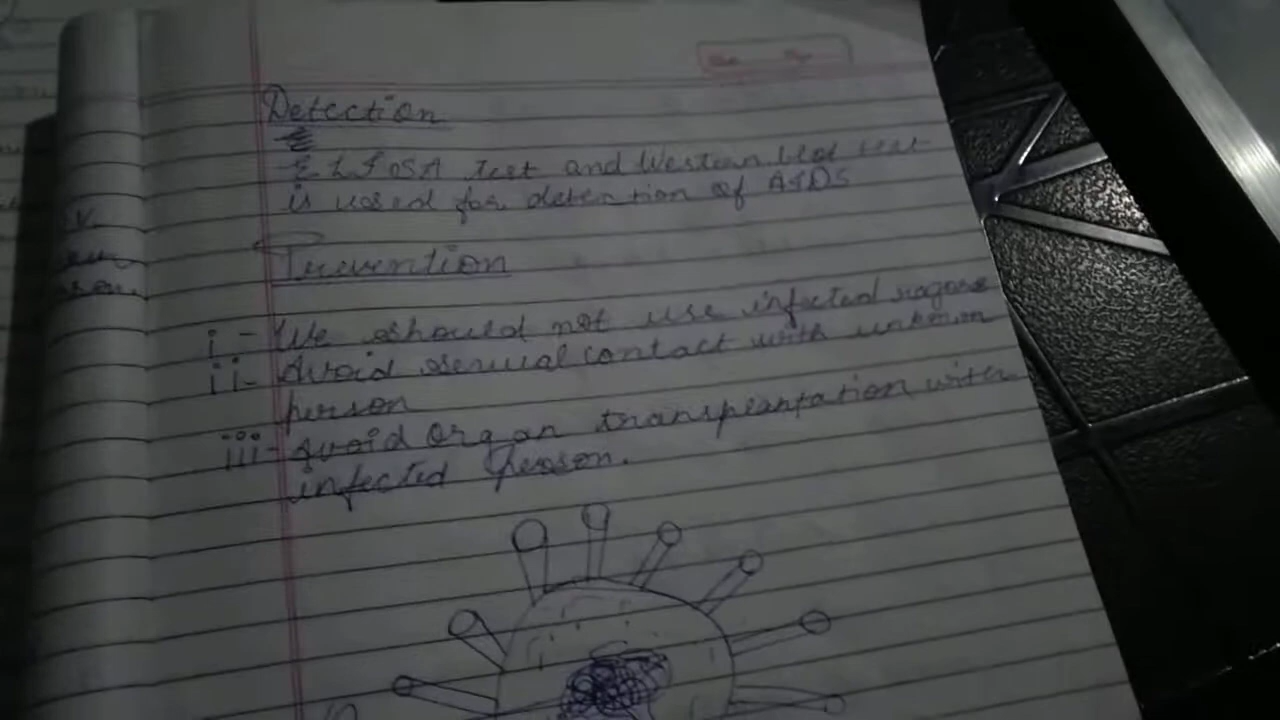 Detection
ELISA test and Western blot test
is used for detection of AIDS
Prevention
i - We should not use infected razors
ii- Avoid sexual contact with unknown
person
iii- Avoid organ transplantation with
infected person.